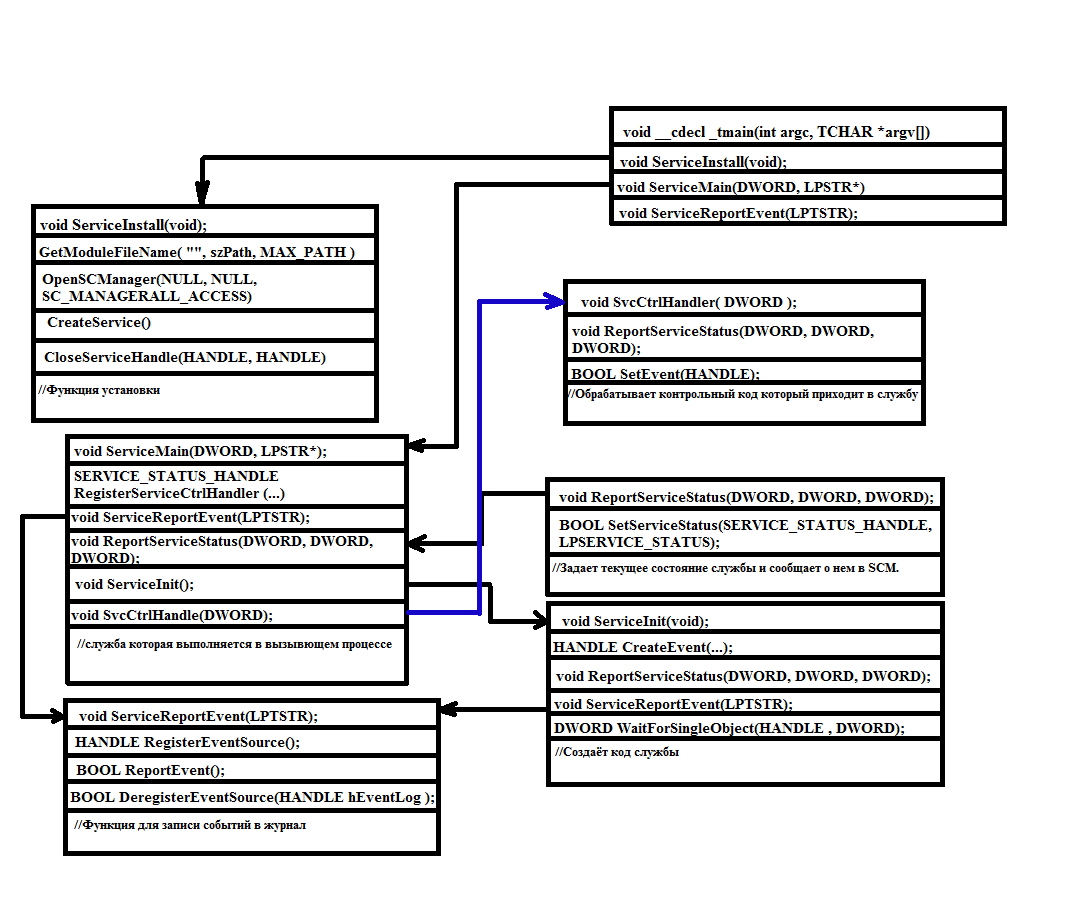 void __cdecl _tmain(int argc, TCHAR *argv[])
void ServiceInstall(void);
void ServiceMain(DWORD, LPSTR*)
void ServiceReportEvent(LPTSTR);
void ServiceInstall(void);
GetModuleFileName( "", szPath, MAX_PATH )
OpenSCManager(NULL, NULL,
SC_MANAGERALL_ACCESS)
CreateService()
CloseServiceHandle(HANDLE, HANDLE)
//Функция установки
void SvcCtrlHandler( DWORD );
void ReportServiceStatus(DWORD, DWORD,
DWORD);
BOOL SetEvent(HANDLE);
//Обрабатывает контрольный код который приходит в службу
void ServiceMain(DWORD, LPSTR*);
SERVICE_STATUS_HANDLE
RegisterServiceCtrlHandler (...)
void ServiceReportEvent(LPTSTR);
void ReportServiceStatus(DWORD, DWORD,
DWORD);
void ServiceInit();
void SvcCtrlHandle(DWORD);
//служба которая выполняется в вызывющем процессе
void ReportServiceStatus(DWORD, DWORD, DWORD);
BOOL SetServiceStatus(SERVICE_STATUS_HANDLE,
LPSERVICE_STATUS);
//Задает текущее состояние службы и сообщает о нем в SCM.
void ServiceInit(void);
HANDLE CreateEvent(...);
void ReportServiceStatus(DWORD, DWORD, DWORD);
void ServiceReportEvent(LPTSTR);
DWORD WaitForSingleObject(HANDLE , DWORD);
//Создаёт код службы
void ServiceReportEvent(LPTSTR);
HANDLE RegisterEventSource();
BOOL ReportEvent();
BOOL DeregisterEventSource(HANDLE hEventLog );
//Функция для записи событий в журнал